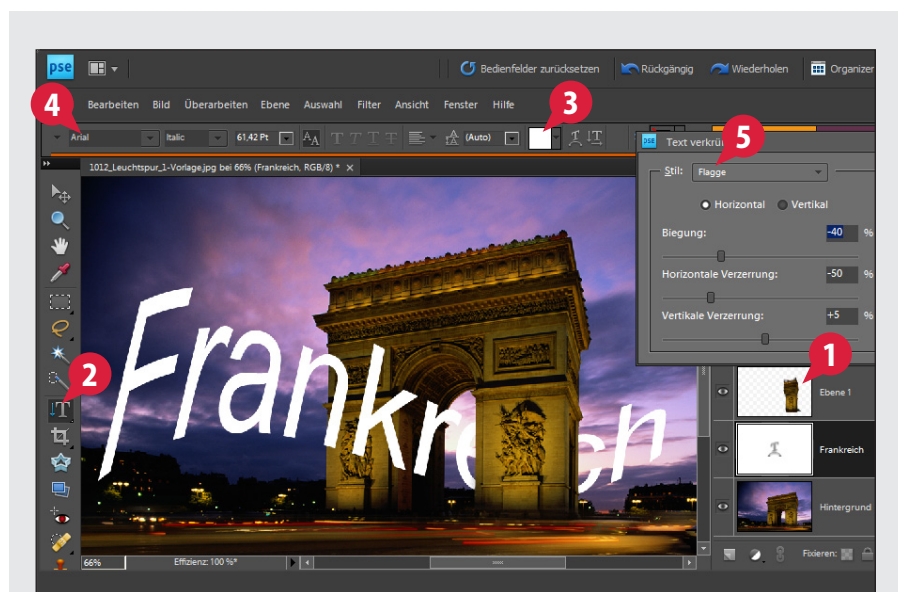 pse Bedienfelder zurücksetzen Rückgängig Wiederholen Organizer
4 Bearbeiten Bild Überarbeiten Ebene Auswahl Filter Ansicht Fenster Hilfe 3
Arial Italic 61,42 Pt (Auto)
pse 5
1012_Leuchtspur_1-Vorlage.jpg bei 66% (Frankreich, RGB/8) *
Stil: Flagge
Horizontal Vertikal
Biegung: -40 %
Horizontale Verzerrung: -50 %
Vertikale Verzerrung: +5 %
Frankreich
2
1
Ebene 1
Frankreich
Hintergrund
66% Effizienz: 100 %* Fixieren: